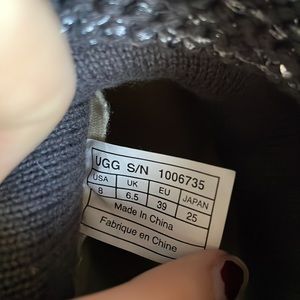 UGG S/N 1006735
USA UK EU JAPAN
8 6.5 39 25
Made In China
Fabrique en Chine